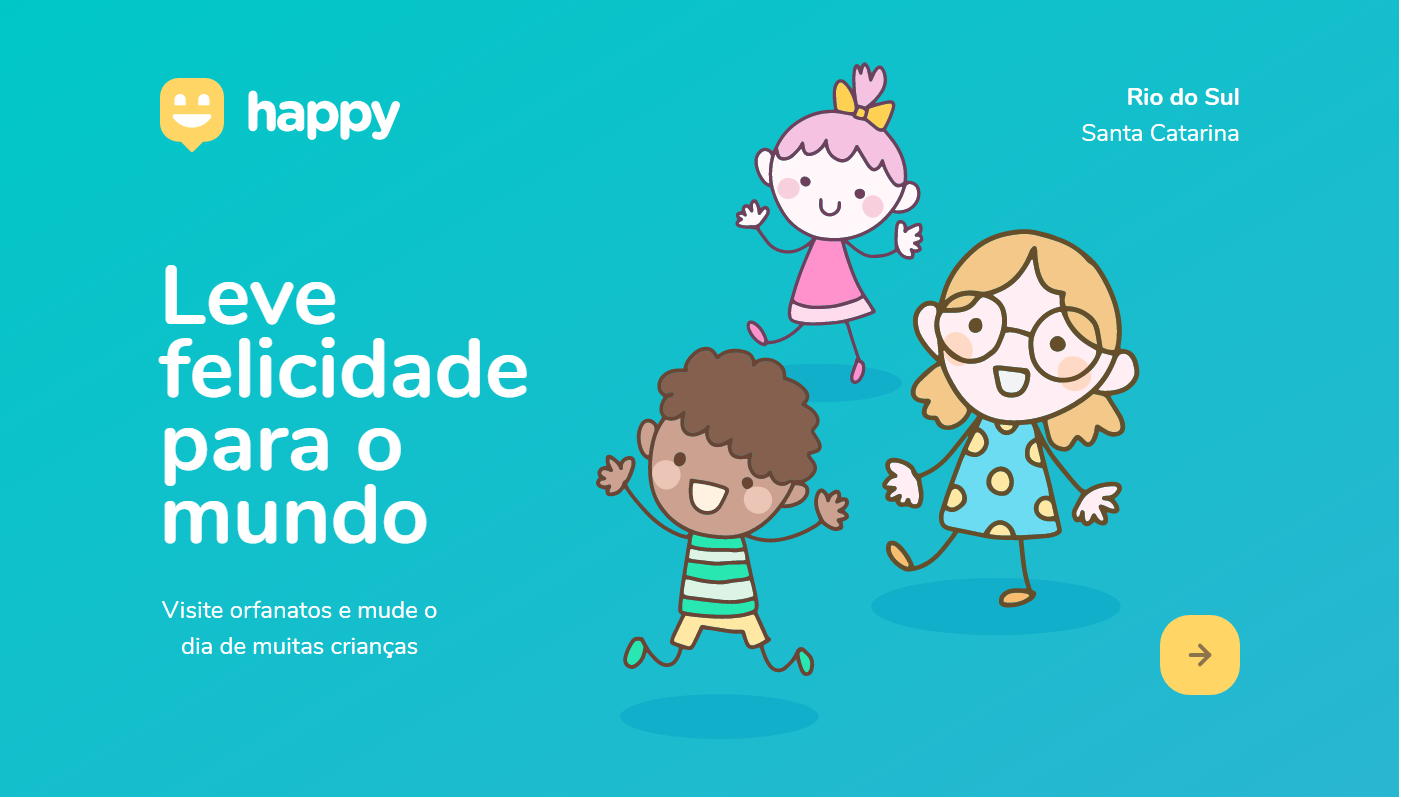 happy
Rio do Sul
Santa Catarina
Leve
felicidade
para o
mundo
Visite orfanatos e mude o
dia de muitas crianças